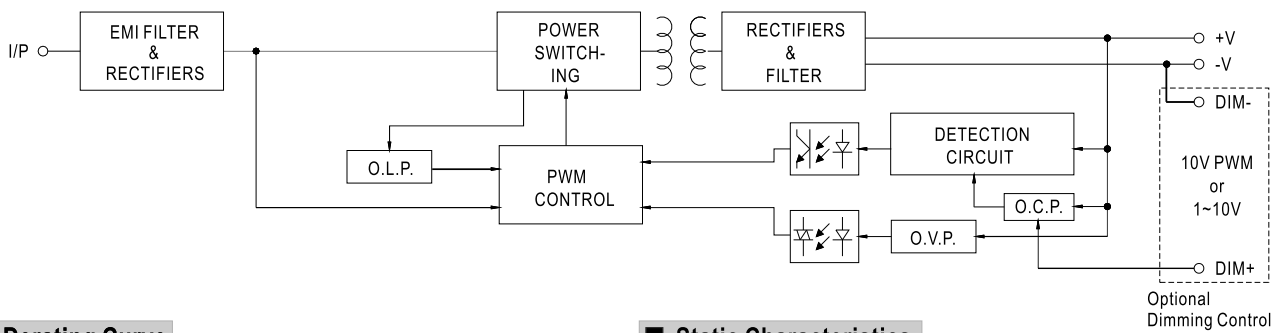 I/P
EMI FILTER
&
RECTIFIERS
POWER
SWITCH-
ING
RECTIFIERS
&
FILTER
+V
-V
DIM-
O.L.P.
PWM
CONTROL
DETECTION
CIRCUIT
O.C.P.
O.V.P.
10V PWM
or
1~10V
DIM+
Optional
Dimming Control
Derating Curve
Static Characteristics